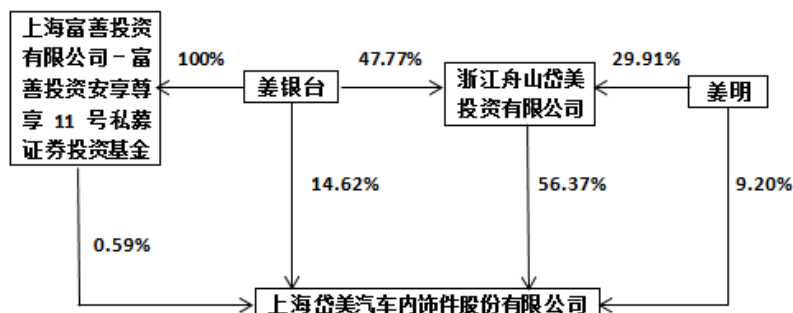 上海富善投资
有限公司－富
善投资安享尊
享 11 号私募
证券投资基金
100%
姜银台
47.77%
浙江舟山岱美
投资有限公司
29.91%
姜明
0.59%
14.62%
56.37%
9.20%
上海岱美汽车内饰件股份有限公司